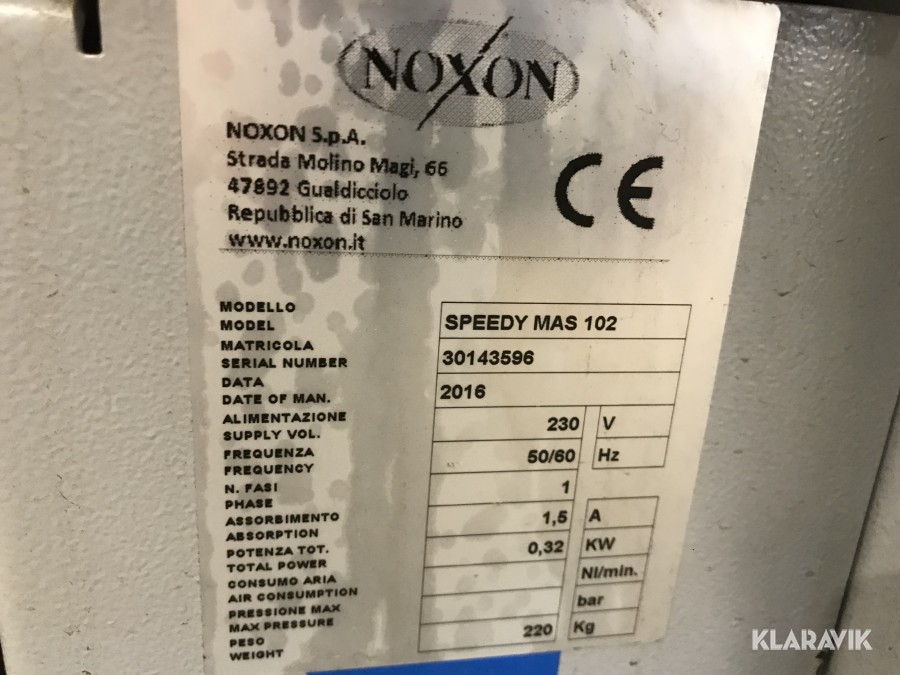 NOXON
NOXON S.p.A.
Strada Molino Magi, 66
47892 Gualdicciolo
Repubblica di San Marino
www.noxon.it
CE
MODELLO
MODEL
SPEEDY MAS 102
MATRICOLA
SERIAL NUMBER
30143596
DATA
DATE OF MAN.
2016
ALIMENTAZIONE
SUPPLY VOL.
230 V
FREQUENZA
FREQUENCY
50/60 Hz
N. FASI
PHASE
1
ASSORBIMENTO
ABSORPTION
1,5 A
POTENZA TOT.
TOTAL POWER
0,32 KW
CONSUMO ARIA
AIR CONSUMPTION
Nl/min.
PRESSIONE MAX
MAX PRESSURE
bar
PESO
WEIGHT
220 Kg
KLARAVIK